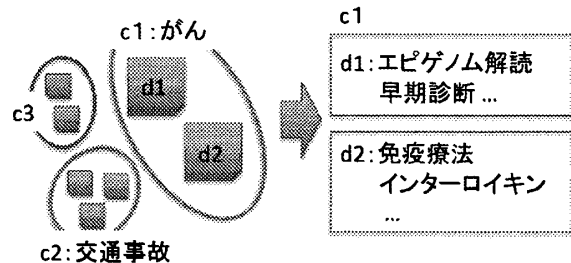 c1:がん
d1
d2
c3
c2:交通事故
c1
d1:エピゲノム解読
早期診断 ...
d2:免疫療法
インターロイキン
...